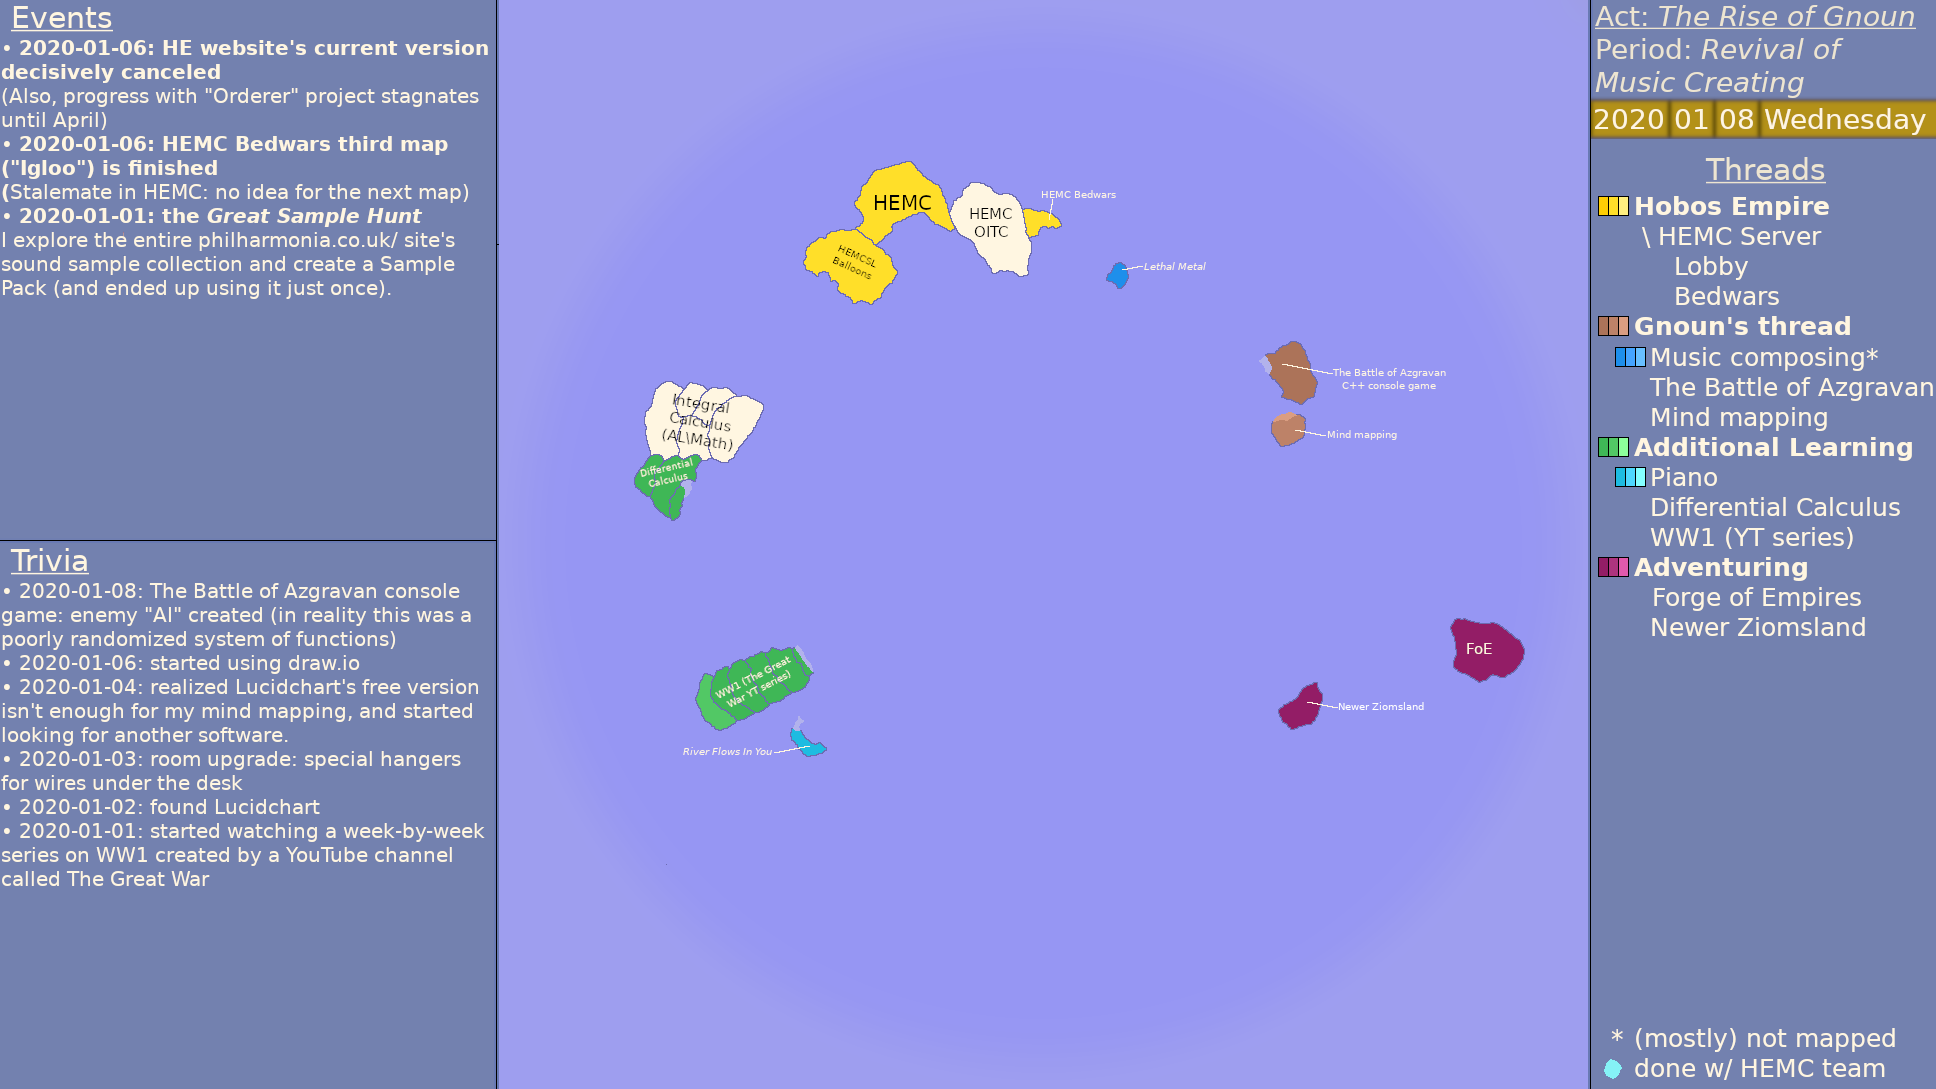 Events
• 2020-01-06: HE website's current version
decisively canceled
(Also, progress with "Orderer" project stagnates
until April)
• 2020-01-06: HEMC Bedwars third map
("Igloo") is finished
(Stalemate in HEMC: no idea for the next map)
• 2020-01-01: the Great Sample Hunt
I explore the entire philharmonia.co.uk/ site's
sound sample collection and create a Sample
Pack (and ended up using it just once).
Trivia
• 2020-01-08: The Battle of Azgravan console
game: enemy "AI" created (in reality this was a
poorly randomized system of functions)
• 2020-01-06: started using draw.io
• 2020-01-04: realized Lucidchart's free version
isn't enough for my mind mapping, and started
looking for another software.
• 2020-01-03: room upgrade: special hangers
for wires under the desk
• 2020-01-02: found Lucidchart
• 2020-01-01: started watching a week-by-week
series on WW1 created by a YouTube channel
called The Great War
HEMC
HEMC
OITC
HEMC Bedwars
HEMCSL
Balloons
Lethal Metal
The Battle of Azgravan
C++ console game
Mind mapping
Integral
Calculus
(AL\Math)
Differential
Calculus
WW1 (The Great
War YT series)
River Flows In You
FoE
Newer Ziomsland
Act: The Rise of Gnoun
Period: Revival of
Music Creating
2020 01 08 Wednesday
Threads
Hobos Empire
\ HEMC Server
Lobby
Bedwars
Gnoun's thread
Music composing*
The Battle of Azgravan
Mind mapping
Additional Learning
Piano
Differential Calculus
WW1 (YT series)
Adventuring
Forge of Empires
Newer Ziomsland
* (mostly) not mapped
done w/ HEMC team